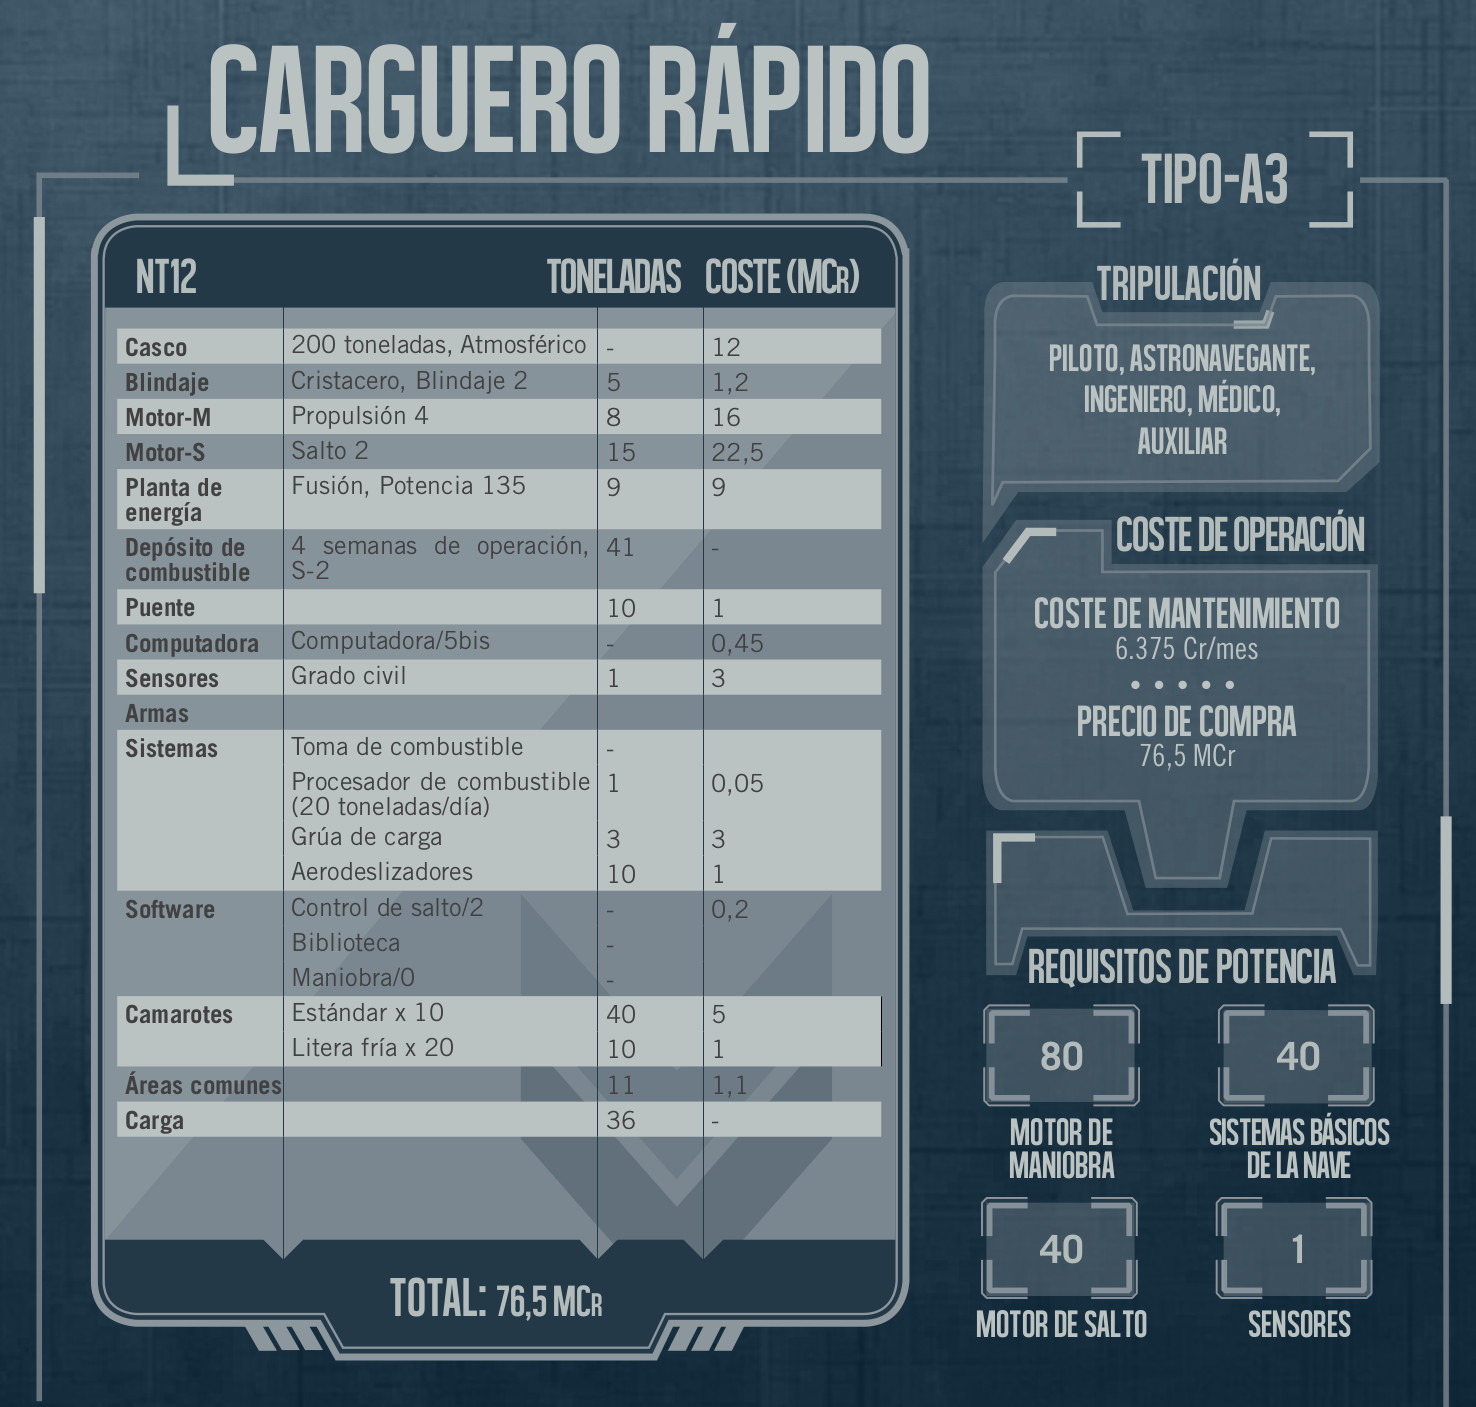 CARGUERO RÁPIDO
TIPO-A3
NT12 TONELADAS COSTE (MCR)
Casco 200 toneladas, Atmosférico - 12
Blindaje Cristacero, Blindaje 2 5 1,2
Motor-M Propulsión 4 8 16
Motor-S Salto 2 15 22,5
Planta de Fusión, Potencia 135 9 9
energía
Depósito de 4 semanas de operación, 41 -
combustible S-2
Puente 10 1
Computadora Computadora/5bis - 0,45
Sensores Grado civil 1 3
Armas
Sistemas Toma de combustible -
Procesador de combustible 1 0,05
(20 toneladas/día)
Grúa de carga 3 3
Aerodeslizadores 10 1
Software Control de salto/2 - 0,2
Biblioteca -
Maniobra/0 -
Camarotes Estándar x 10 40 5
Litera fría x 20 10 1
Áreas comunes 11 1,1
Carga 36 -
TOTAL: 76,5 MCR
TRIPULACIÓN
PILOTO, ASTRONAVEGANTE,
INGENIERO, MÉDICO,
AUXILIAR
COSTE DE OPERACIÓN
COSTE DE MANTENIMIENTO
6.375 Cr/mes
PRECIO DE COMPRA
76,5 MCr
REQUISITOS DE POTENCIA
80
MOTOR DE
MANIOBRA
40
SISTEMAS BÁSICOS
DE LA NAVE
40
MOTOR DE SALTO
1
SENSORES